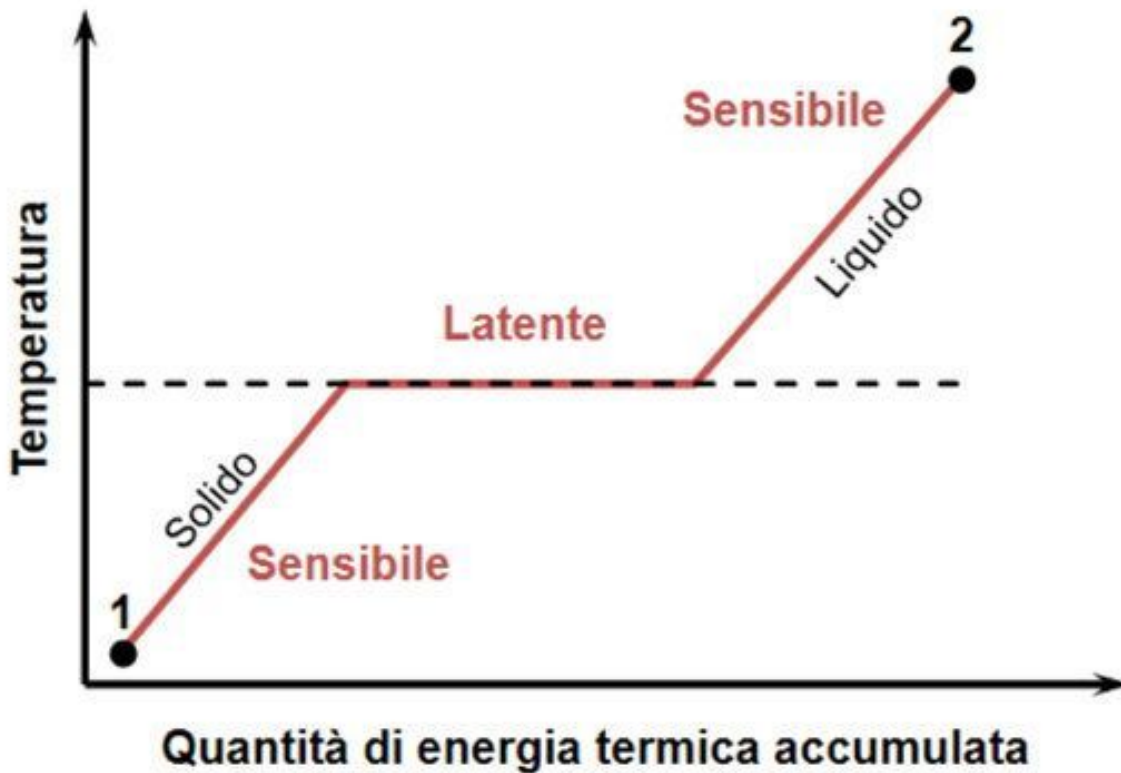 2
Sensibile
Temperatura
Liquido
Latente
Solido
Sensibile
1
Quantità di energia termica accumulata